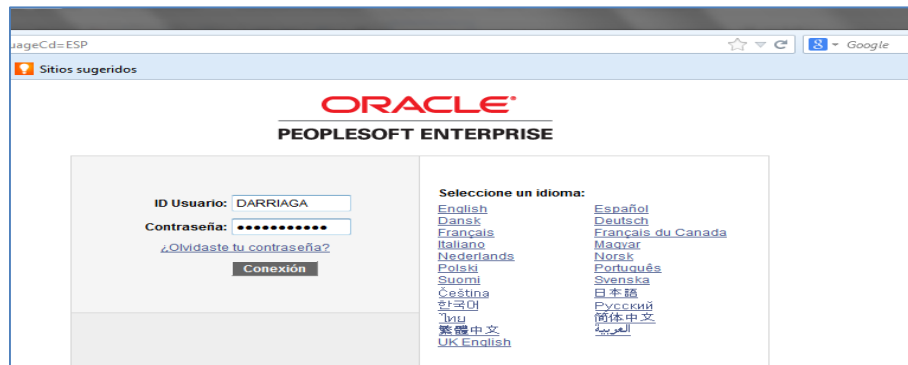 uageCd=ESP
Google
Sitios sugeridos
ORACLE
PEOPLESOFT ENTERPRISE
ID Usuario: DARRIAGA
Contraseña: •••••••••••
¿Olvidaste tu contraseña?
Conexión
Seleccione un idioma:
English Español
Dansk Deutsch
Français Français du Canada
Italiano Magyar
Nederlands Norsk
Polski Português
Suomi Svenska
Čeština 日本語
한국어 Русский
ไทย 简体中文
繁體中文 العربية
UK English